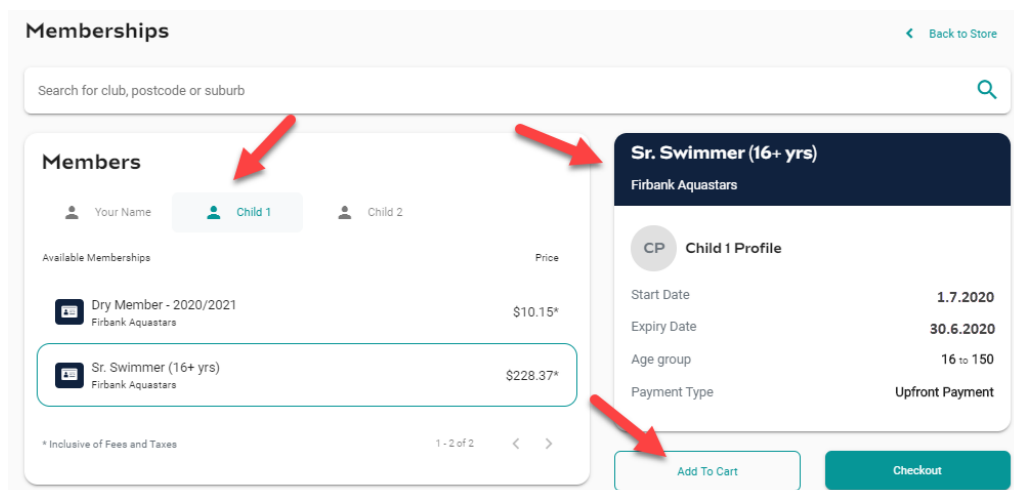 Memberships
Back to Store
Search for club, postcode or suburb
Members
Your Name
Child 1
Child 2
Available Memberships
Price
Dry Member - 2020/2021
Firbank Aquastars
$10.15*
Sr. Swimmer (16+ yrs)
Firbank Aquastars
$228.37*
* Inclusive of Fees and Taxes
1 - 2 of 2
Sr. Swimmer (16+ yrs)
Firbank Aquastars
CP
Child 1 Profile
Start Date
1.7.2020
Expiry Date
30.6.2020
Age group
16 to 150
Payment Type
Upfront Payment
Add To Cart
Checkout